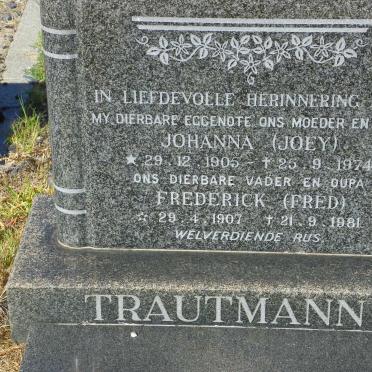 IN LIEFDEVOLLE HERINNERING
MY DIERBARE EGGENOTE ONS MOEDER EN
JOHANNA (JOEY)
★ 29.12.1905 - † 25.9.1974
ONS DIERBARE VADER EN OUPA
FREDERICK (FRED)
☆ 29.4.1907 - † 21.9.1981
WELVERDIENDE RUS.
TRAUTMANN